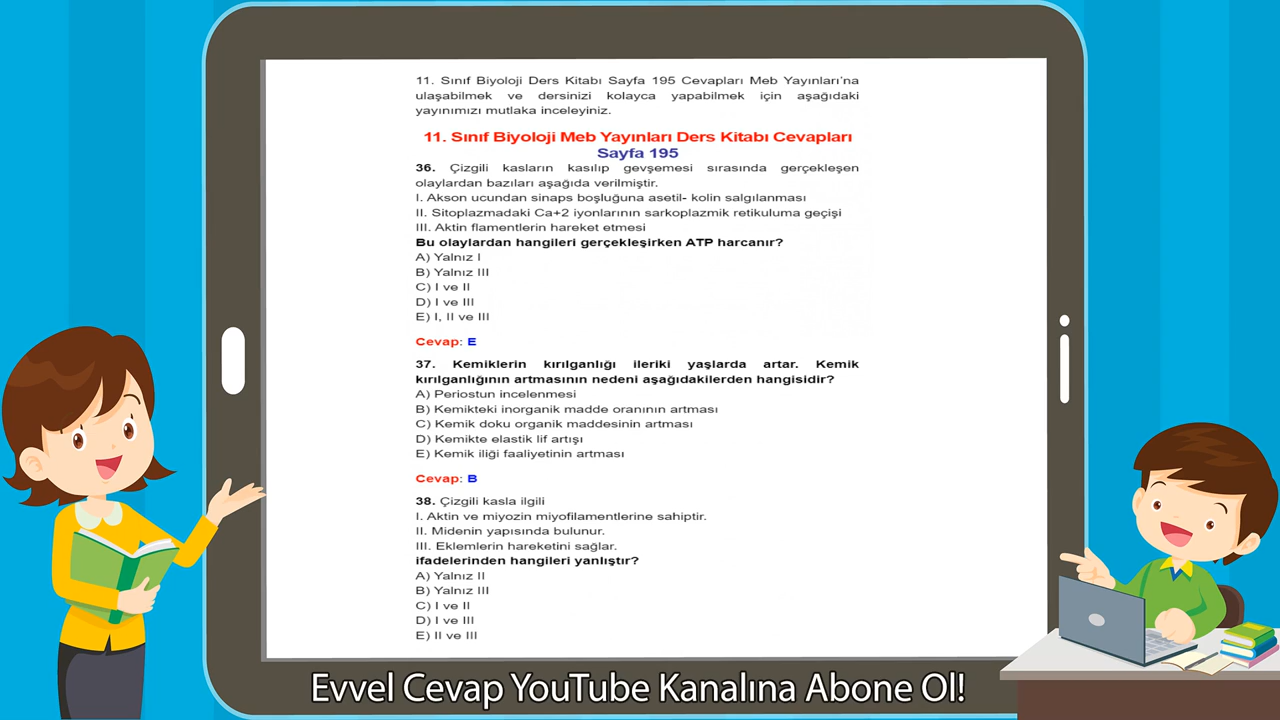 11. Sınıf Biyoloji Ders Kitabı Sayfa 195 Cevapları Meb Yayınları'na
ulaşabilmek ve dersinizi kolayca yapabilmek için aşağıdaki
yayınımızı mutlaka inceleyiniz.
11. Sınıf Biyoloji Meb Yayınları Ders Kitabı Cevapları
Sayfa 195
36. Çizgili kasların kasılıp gevşemesi sırasında gerçekleşen
olaylardan bazıları aşağıda verilmiştir.
I. Akson ucundan sinaps boşluğuna asetil- kolin salgılanması
II. Sitoplazmadaki Ca+2 iyonlarının sarkoplazmik retikuluma geçişi
III. Aktin flamentlerin hareket etmesi
Bu olaylardan hangileri gerçekleşirken ATP harcanır?
A) Yalnız I
B) Yalnız III
C) I ve II
D) I ve III
E) I, II ve III
Cevap: E
37. Kemiklerin kırılganlığı ileriki yaşlarda artar. Kemik
kırılganlığının artmasının nedeni aşağıdakilerden hangisidir?
A) Periostun incelenmesi
B) Kemikteki inorganik madde oranının artması
C) Kemik doku organik maddesinin artması
D) Kemikte elastik lif artışı
E) Kemik iliği faaliyetinin artması
Cevap: B
38. Çizgili kasla ilgili
I. Aktin ve miyozin miyofilamentlerine sahiptir.
II. Midenin yapısında bulunur.
III. Eklemlerin hareketini sağlar.
ifadelerinden hangileri yanlıştır?
A) Yalnız II
B) Yalnız III
C) I ve II
D) I ve III
E) II ve III
Evvel Cevap YouTube Kanalına Abone Ol!